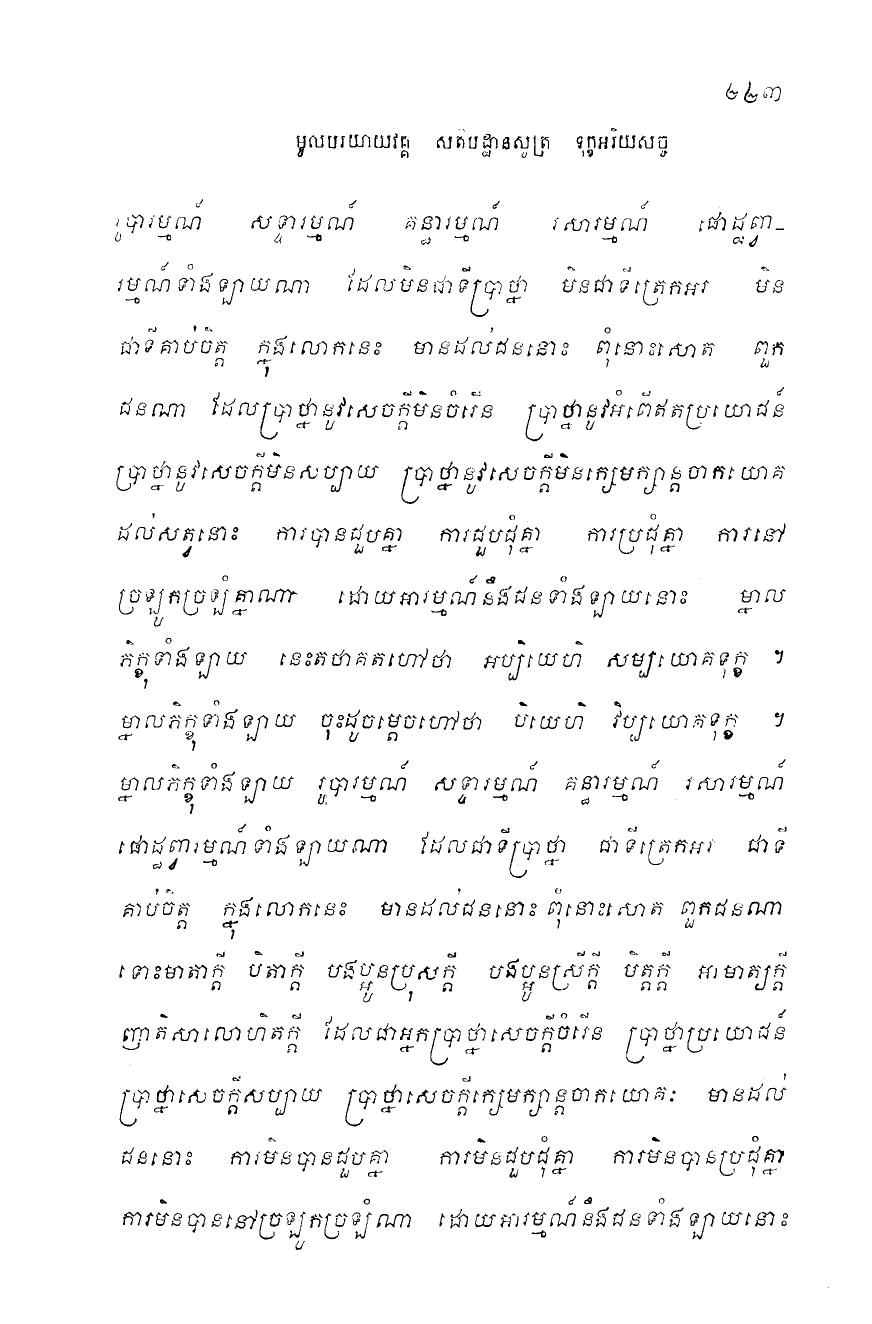 ២២៣
មូលបរយាយវគ្គ សតិបដ្ឋានសូត្រ ទុក្ខអរិយសច្ច
រូបារម្មណ៍ សទ្ទារម្មណ៍ គន្ធារម្មណ៍ រសារម្មណ៍ ផោដ្ឋព្វា-
រម្មណ៍ទាំងឡាយណា ដែលមិនជាទីប្រាថ្នា មិនជាទីត្រេកអរ មិន
ជាទីគាប់ចិត្ត ក្នុងលោកនេះ មានដល់ជននោះ ពុំនោះសោត ពួក
ជនណា ដែលប្រាថ្នានូវសេចក្តីមិនចំរើន ប្រាថ្នានូវអំពើឥតប្រយោជន៍
ប្រាថ្នានូវសេចក្តីមិនសប្បាយ ប្រាថ្នានូវសេចក្តីមិនក្សេមក្សាន្តចាកយោគ
ដល់សត្វនោះ ការបានជួបគ្នា ការជួបជុំគ្នា ការប្រជុំគ្នា ការនៅ
ច្រឡូកច្រឡំគ្នាណា ដោយអារម្មណ៍នឹងជនទាំងឡាយនោះ ម្នាល
ភិក្ខុទាំងឡាយ នេះតថាគតហៅថា អប្បិយេហិ សម្បយោគទុក្ខ ។
ម្នាលភិក្ខុទាំងឡាយ ចុះដូចម្តេចហៅថា បិយេហិ វិប្បយោគទុក្ខ ។
ម្នាលភិក្ខុទាំងឡាយ រូបារម្មណ៍ សទ្ទារម្មណ៍ គន្ធារម្មណ៍ រសារម្មណ៍
ផោដ្ឋព្វារម្មណ៍ទាំងឡាយណា ដែលជាទីប្រាថ្នា ជាទីត្រេកអរ ជាទី
គាប់ចិត្ត ក្នុងលោកនេះ មានដល់ជននោះ ពុំនោះសោត ពួកជនណា
ទោះមាតាក្តី បិតាក្តី បងប្អូនប្រុសក្តី បងប្អូនស្រីក្តី មិត្តក្តី អាមាត្យក្តី
ញាតិសាលោហិតក្តី ដែលជាអ្នកប្រាថ្នាសេចក្តីចំរើន ប្រាថ្នាប្រយោជន៍
ប្រាថ្នាសេចក្តីសប្បាយ ប្រាថ្នាសេចក្តីក្សេមក្សាន្តចាកយោគៈ មានដល់
ជននោះ ការមិនបានជួបគ្នា ការមិនជួបជុំគ្នា ការមិនបានប្រជុំគ្នា
ការមិនបាននៅច្រឡូកច្រឡំណា ដោយអារម្មណ៍នឹងជនទាំងឡាយនោះ